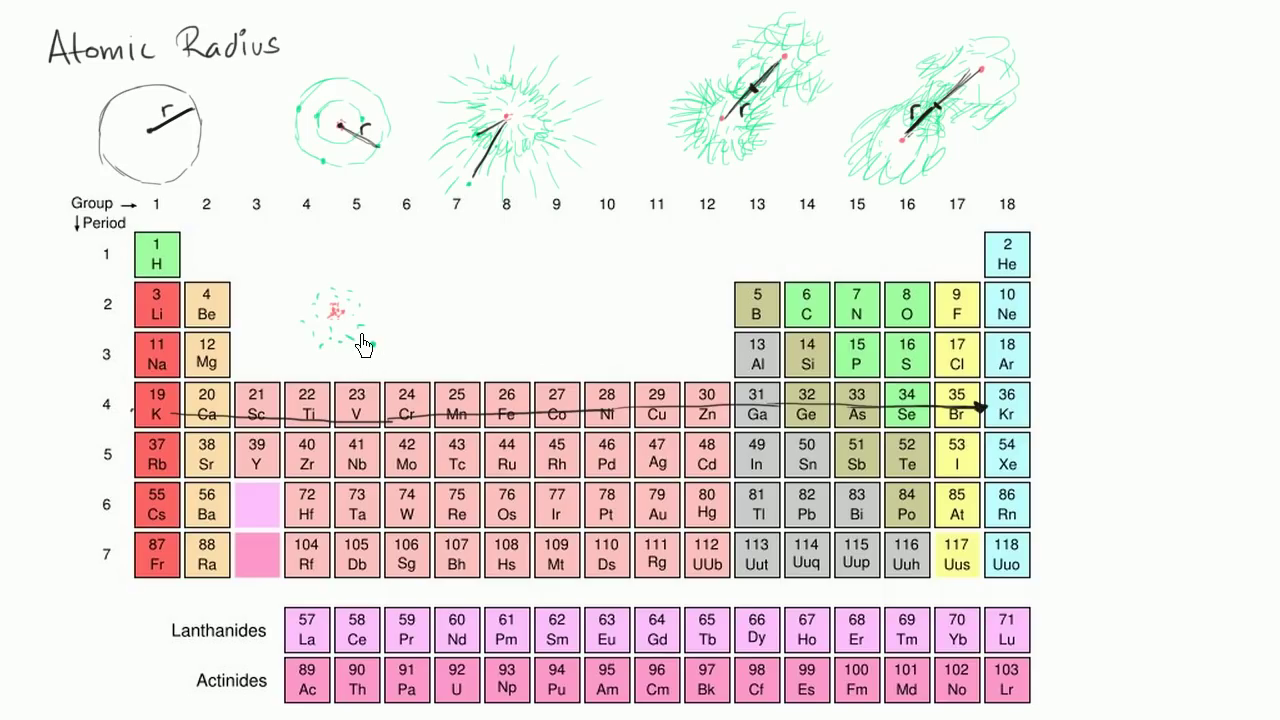 Atomic Radius
r r r r
Group → 1 2 3 4 5 6 7 8 9 10 11 12 13 14 15 16 17 18
↓Period
1 1 2
H He
2 3 4 5 6 7 8 9 10
Li Be B C N O F Ne
3 11 12 13 14 15 16 17 18
Na Mg Al Si P S Cl Ar
4 19 20 21 22 23 24 25 26 27 28 29 30 31 32 33 34 35 36
K Ca Sc Ti V Cr Mn Fe Co Ni Cu Zn Ga Ge As Se Br Kr
5 37 38 39 40 41 42 43 44 45 46 47 48 49 50 51 52 53 54
Rb Sr Y Zr Nb Mo Tc Ru Rh Pd Ag Cd In Sn Sb Te I Xe
6 55 56 72 73 74 75 76 77 78 79 80 81 82 83 84 85 86
Cs Ba Hf Ta W Re Os Ir Pt Au Hg Tl Pb Bi Po At Rn
7 87 88 104 105 106 107 108 109 110 111 112 113 114 115 116 117 118
Fr Ra Rf Db Sg Bh Hs Mt Ds Rg UUb Uut Uuq Uup Uuh Uus Uuo
Lanthanides 57 58 59 60 61 62 63 64 65 66 67 68 69 70 71
La Ce Pr Nd Pm Sm Eu Gd Tb Dy Ho Er Tm Yb Lu
Actinides 89 90 91 92 93 94 95 96 97 98 99 100 101 102 103
Ac Th Pa U Np Pu Am Cm Bk Cf Es Fm Md No Lr